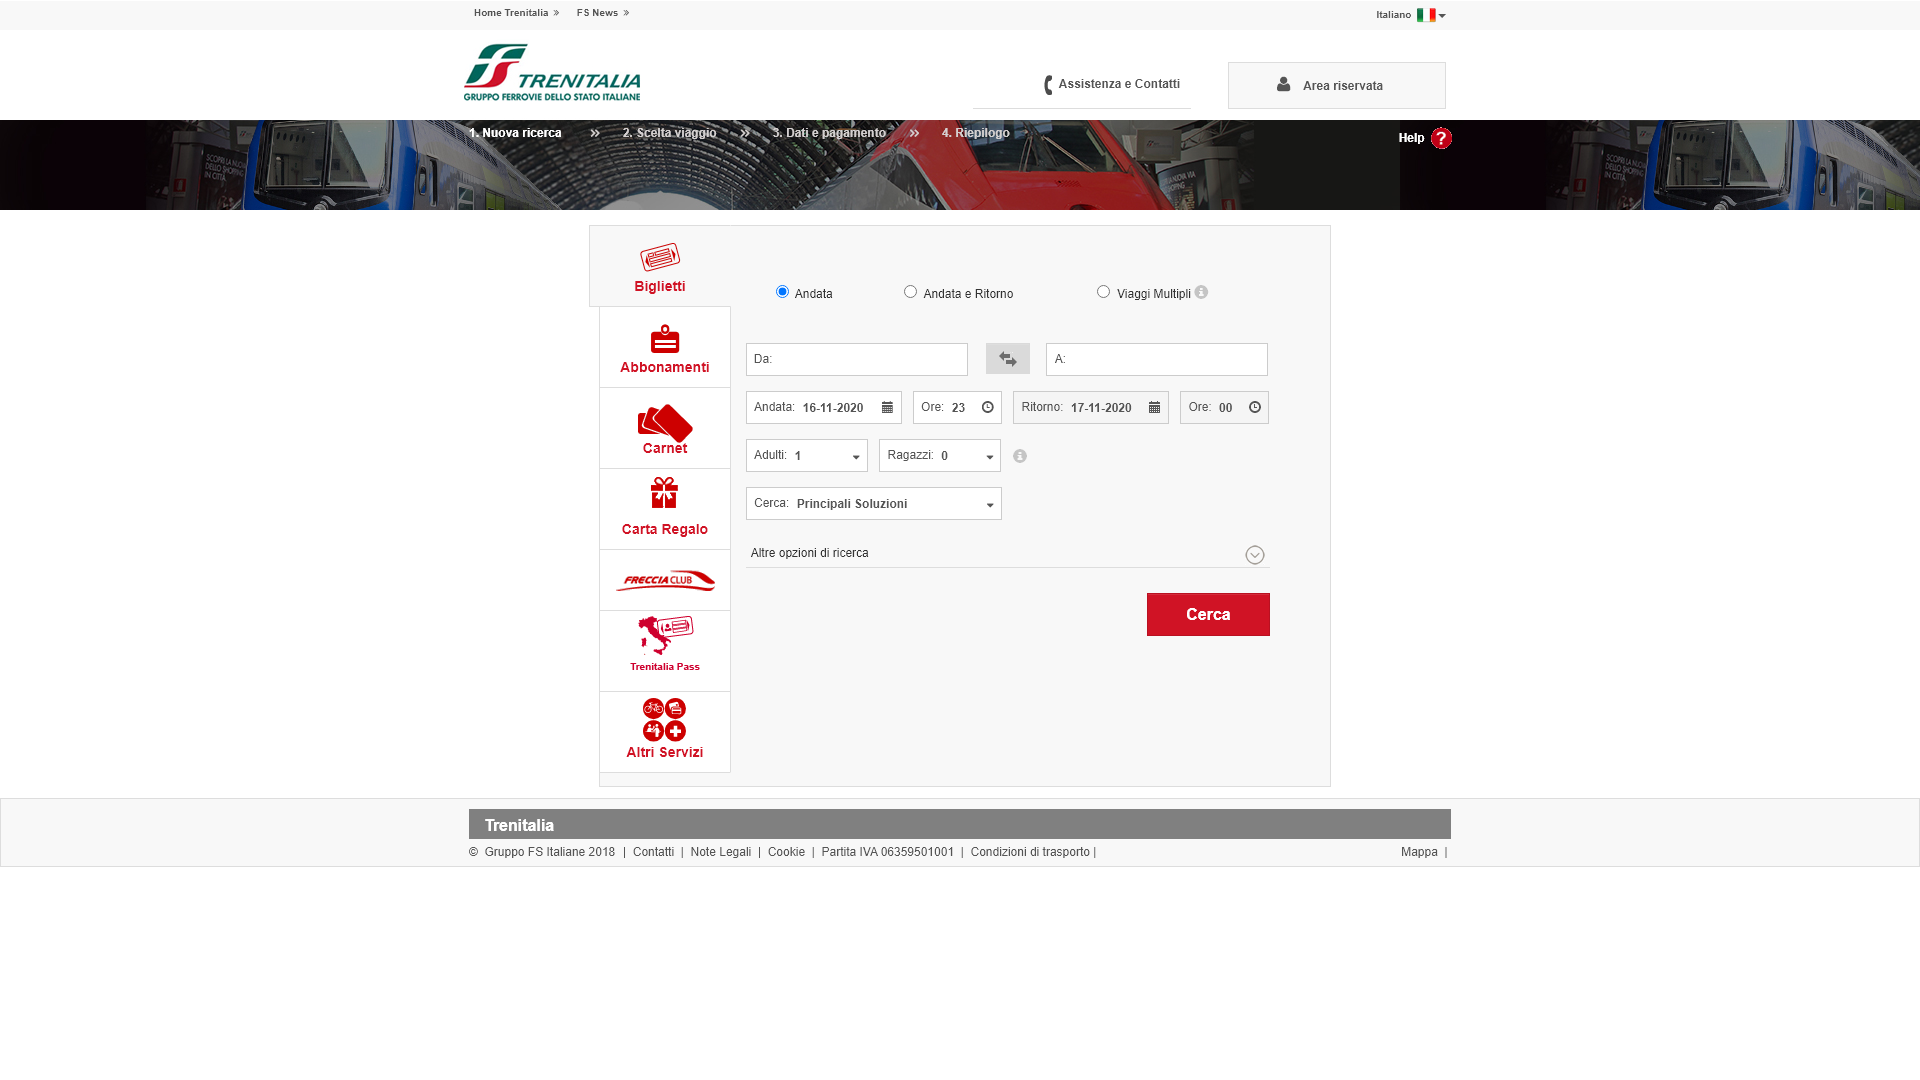 Home Trenitalia »
FS News »
Italiano
TRENITALIA
GRUPPO FERROVIE DELLO STATO ITALIANE
Assistenza e Contatti
Area riservata
1. Nuova ricerca » 2. Scelta viaggio » 3. Dati e pagamento » 4. Riepilogo
Help ?
Biglietti
Abbonamenti
Carnet
Carta Regalo
FRECCIACLUB
Trenitalia Pass
Altri Servizi
Andata
Andata e Ritorno
Viaggi Multipli
Da:
A:
Andata: 16-11-2020
Ore: 23
Ritorno: 17-11-2020
Ore: 00
Adulti: 1
Ragazzi: 0
Cerca: Principali Soluzioni
Altre opzioni di ricerca
Cerca
Trenitalia
© Gruppo FS Italiane 2018 | Contatti | Note Legali | Cookie | Partita IVA 06359501001 | Condizioni di trasporto |
Mappa |